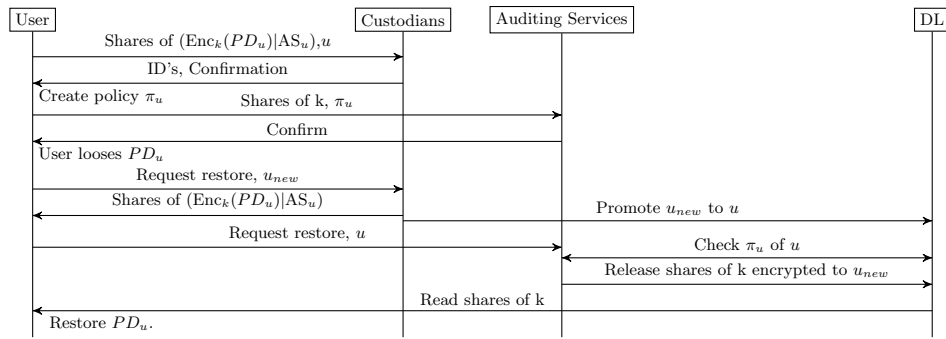 User
Custodians
Auditing Services
DL
Shares of (Enc_k(PD_u)|AS_u),u
ID's, Confirmation
Create policy π_u
Shares of k, π_u
Confirm
User looses PD_u
Request restore, u_new
Shares of (Enc_k(PD_u)|AS_u)
Promote u_new to u
Request restore, u
Check π_u of u
Release shares of k encrypted to u_new
Read shares of k
Restore PD_u.